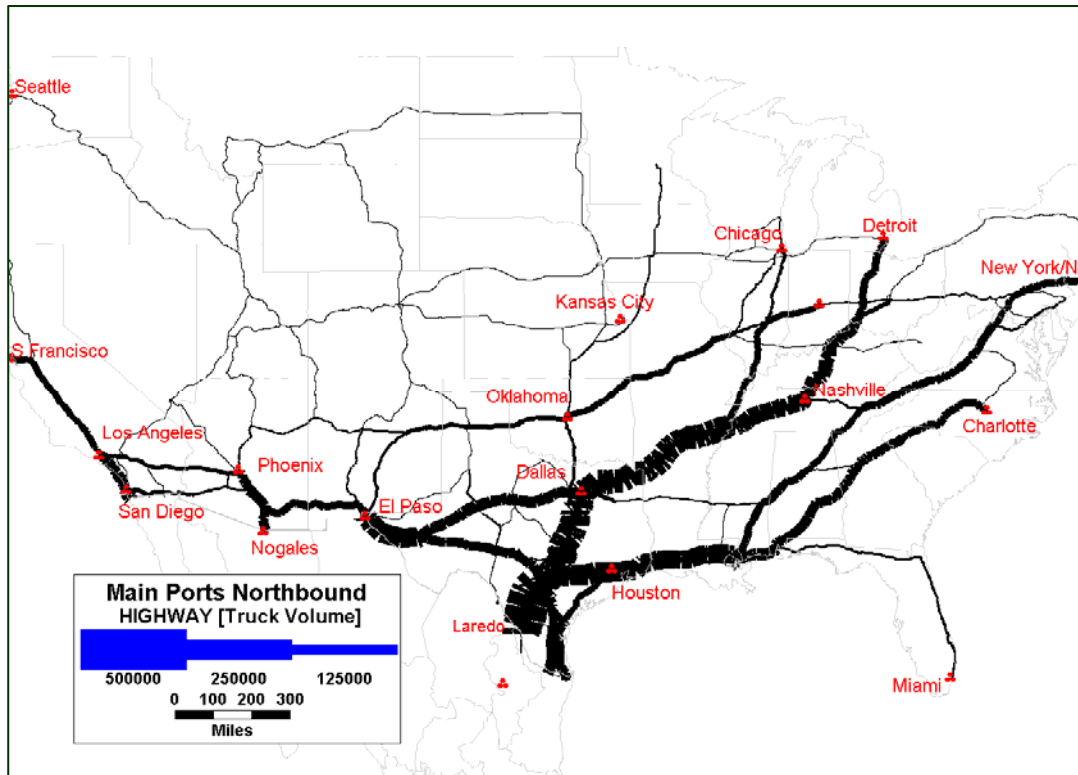 Seattle
Chicago
Detroit
New York/N
Kansas City
S Francisco
Oklahoma
Nashville
Los Angeles
Charlotte
Phoenix
Dallas
San Diego
El Paso
Nogales
Houston
Laredo
Miami
Main Ports Northbound
HIGHWAY [Truck Volume]
500000 250000 125000
0 100 200 300
Miles